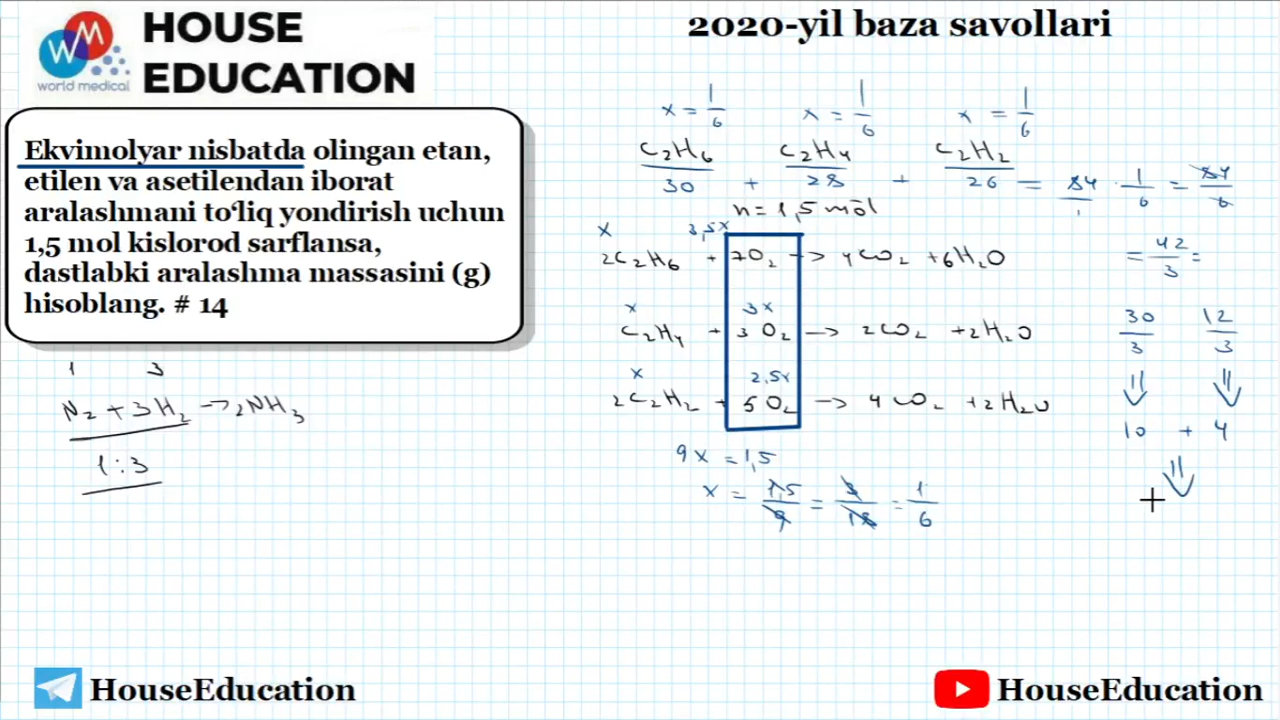 HOUSE
EDUCATION
world medical
2020-yil baza savollari
Ekvimolyar nisbatda olingan etan,
etilen va asetilendan iborat
aralashmani to‘liq yondirish uchun
1,5 mol kislorod sarflansa,
dastlabki aralashma massasini (g)
hisoblang. # 14
1 3
N₂ + 3H₂ → 2NH₃
1 : 3
x = 1/6 x = 1/6 x = 1/6
C₂H₆/30 + C₂H₄/28 + C₂H₂/26 = 84/1 · 1/6 = 84/6
n = 1,5 mol
= 42/3 =
x 3,5x
2C₂H₆ + 7O₂ → 4CO₂ + 6H₂O
x 3x
C₂H₄ + 3O₂ → 2CO₂ + 2H₂O
x 2,5x
2C₂H₂ + 5O₂ → 4CO₂ + 2H₂O
9x = 1,5
x = 1,5/9 = 3/18 = 1/6
30/3 12/3
10 + 4
HouseEducation
HouseEducation